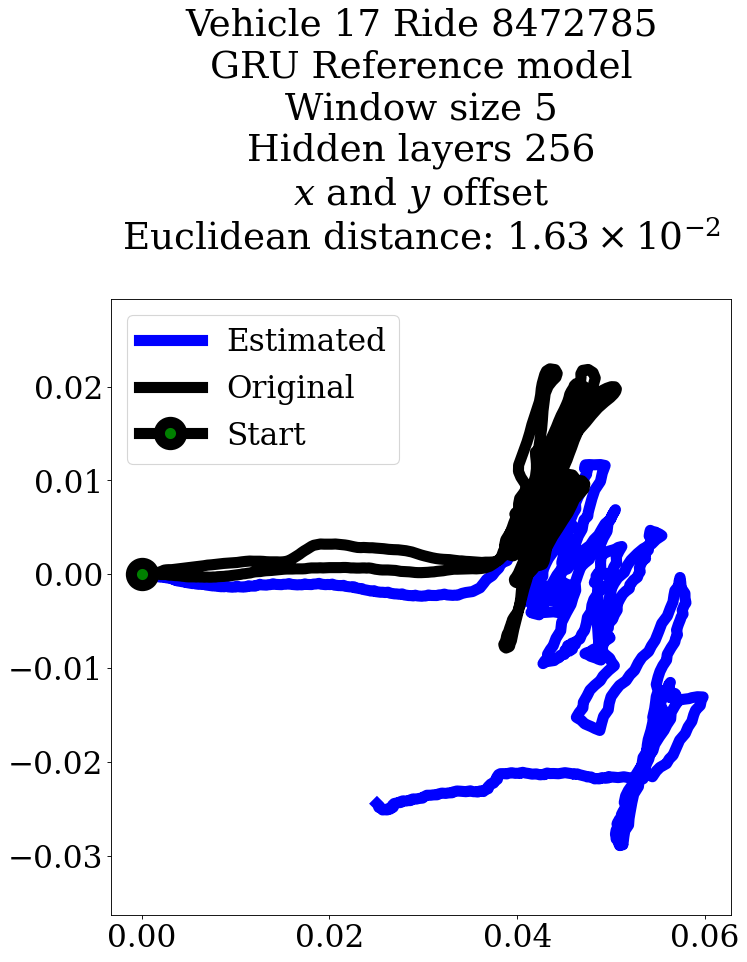 Vehicle 17 Ride 8472785
GRU Reference model
Window size 5
Hidden layers 256
x and y offset
Euclidean distance: 1.63 × 10⁻²
Estimated
Original
Start
0.02
0.01
0.00
−0.01
−0.02
−0.03
0.00 0.02 0.04 0.06